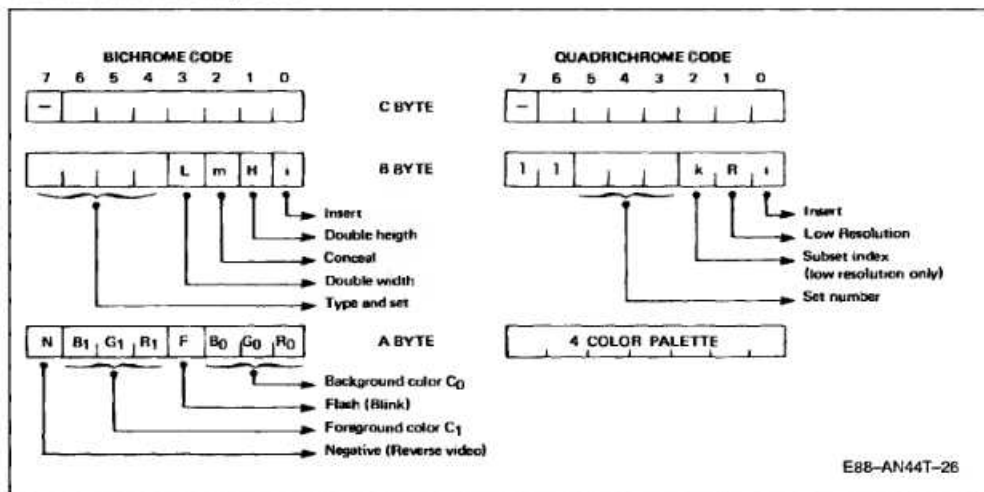 BICHROME CODE
7 6 5 4 3 2 1 0
–
C BYTE
QUADRICHROME CODE
7 6 5 4 3 2 1 0
–
L m H i
B BYTE
1 1 k R i
Insert
Double heigth
Conceal
Double width
Type and set
Insert
Low Resolution
Subset index
(low resolution only)
Set number
N B1 G1 R1 F B0 G0 R0
A BYTE
4 COLOR PALETTE
Background color C0
Flash (Blink)
Foreground color C1
Negative (Reverse video)
E88–AN44T–26